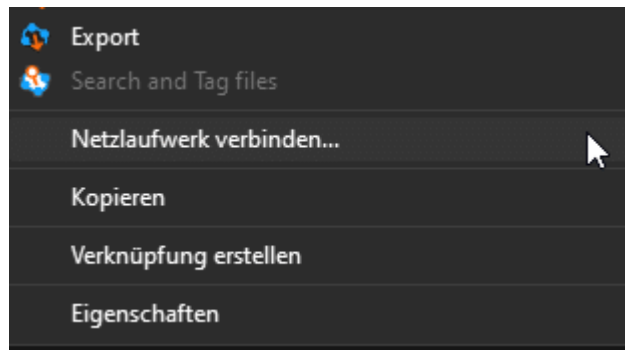 Export
Search and Tag files
Netzlaufwerk verbinden...
Kopieren
Verknüpfung erstellen
Eigenschaften